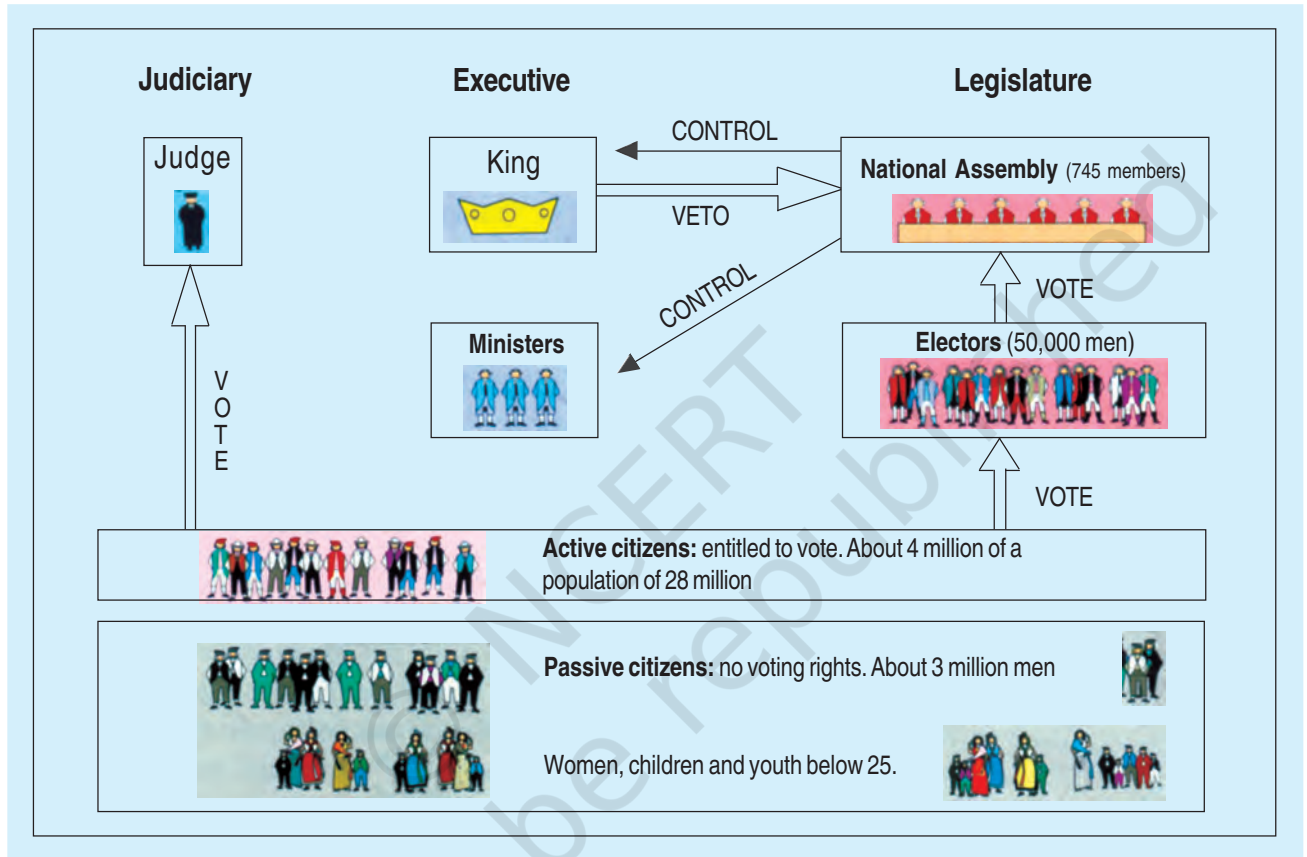 Judiciary
Executive
Legislature
Judge
King
CONTROL
VETO
National Assembly (745 members)
CONTROL
Ministers
VOTE
Electors (50,000 men)
VOTE
VOTE
Active citizens: entitled to vote. About 4 million of a
population of 28 million
Passive citizens: no voting rights. About 3 million men
Women, children and youth below 25.
© NCERT
be republished